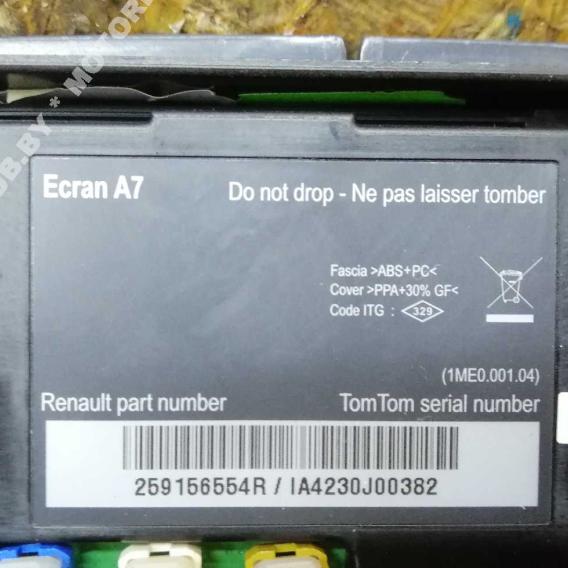 Ecran A7
Do not drop - Ne pas laisser tomber
Fascia >ABS+PC<
Cover >PPA+30% GF<
Code ITG : 329
(1ME0.001.04)
Renault part number
TomTom serial number
259156554R / IA4230J00382